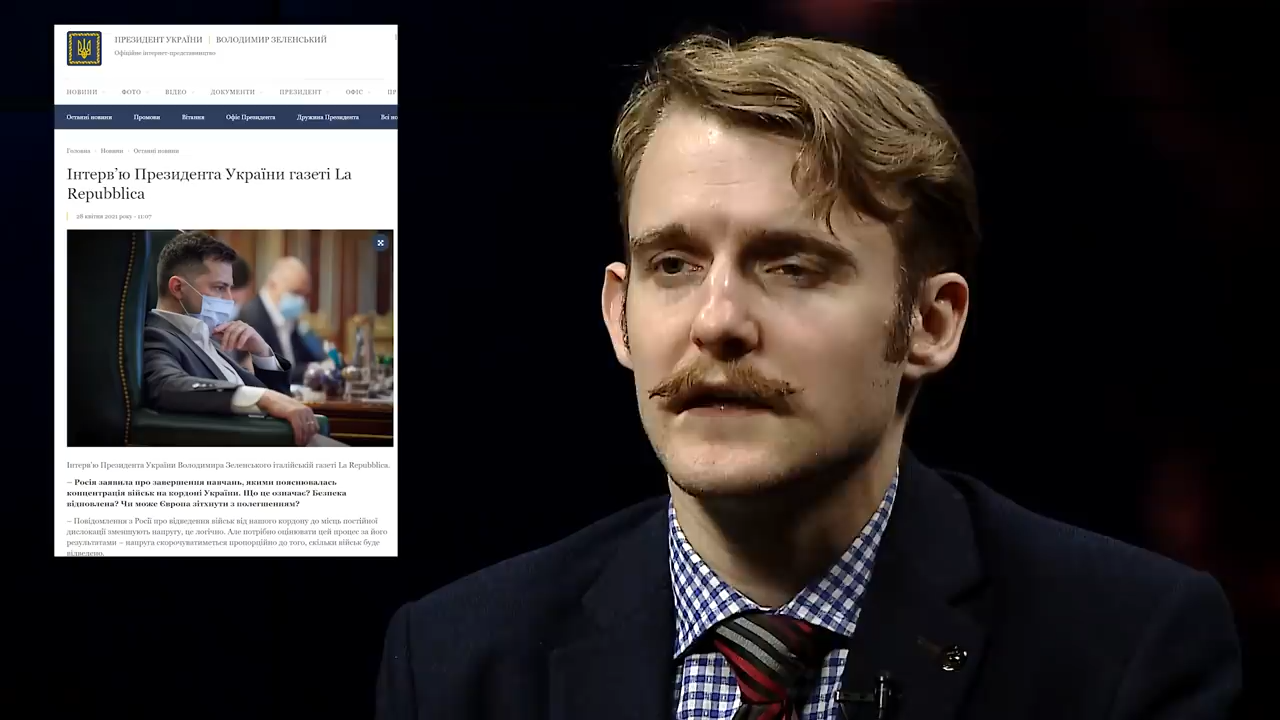 ПРЕЗИДЕНТ УКРАЇНИ | ВОЛОДИМИР ЗЕЛЕНСЬКИЙ
Офіційне інтернет-представництво
НОВИНИ ФОТО ВІДЕО ДОКУМЕНТИ ПРЕЗИДЕНТ ОФІС ПР
Останні новини Промови Вітання Офіс Президента Дружина Президента Всі но
Головна Новини Останні новини
Інтерв’ю Президента України газеті La
Repubblica
28 квітня 2021 року - 11:07
Інтерв’ю Президента України Володимира Зеленського італійській газеті La Repubblica.
– Росія заявила про завершення навчань, якими пояснювалась
концентрація військ на кордоні України. Що це означає? Безпека
відновлена? Чи може Європа зітхнути з полегшенням?
– Повідомлення з Росії про відведення військ від нашого кордону до місць постійної
дислокації зменшують напругу, це логічно. Але потрібно оцінювати цей процес за його
результатами – напруга скорочуватиметься пропорційно до того, скільки військ буде
відведено.